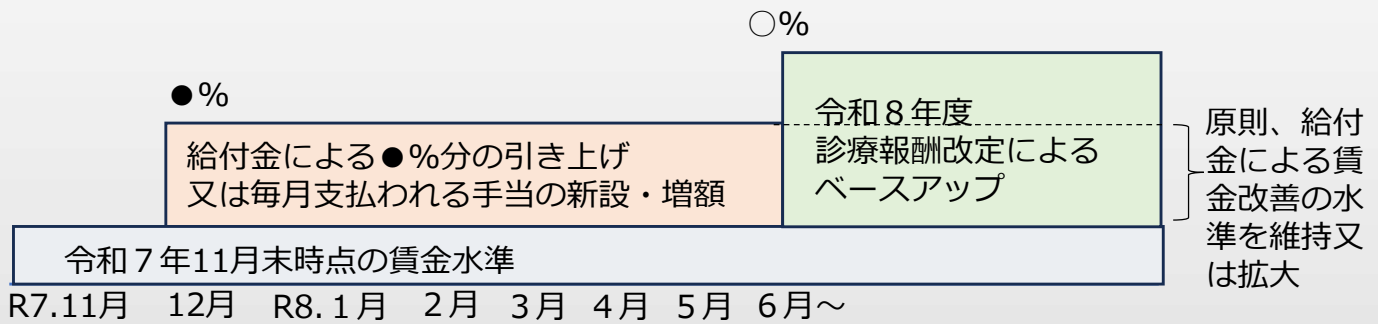 ○%
●%
給付金による●%分の引き上げ
又は毎月支払われる手当の新設・増額
令和８年度
診療報酬改定による
ベースアップ
原則、給付
金による賃
金改善の水
準を維持又
は拡大
令和７年11月末時点の賃金水準
R7.11月 12月 R8.１月 ２月 ３月 ４月 ５月 ６月～